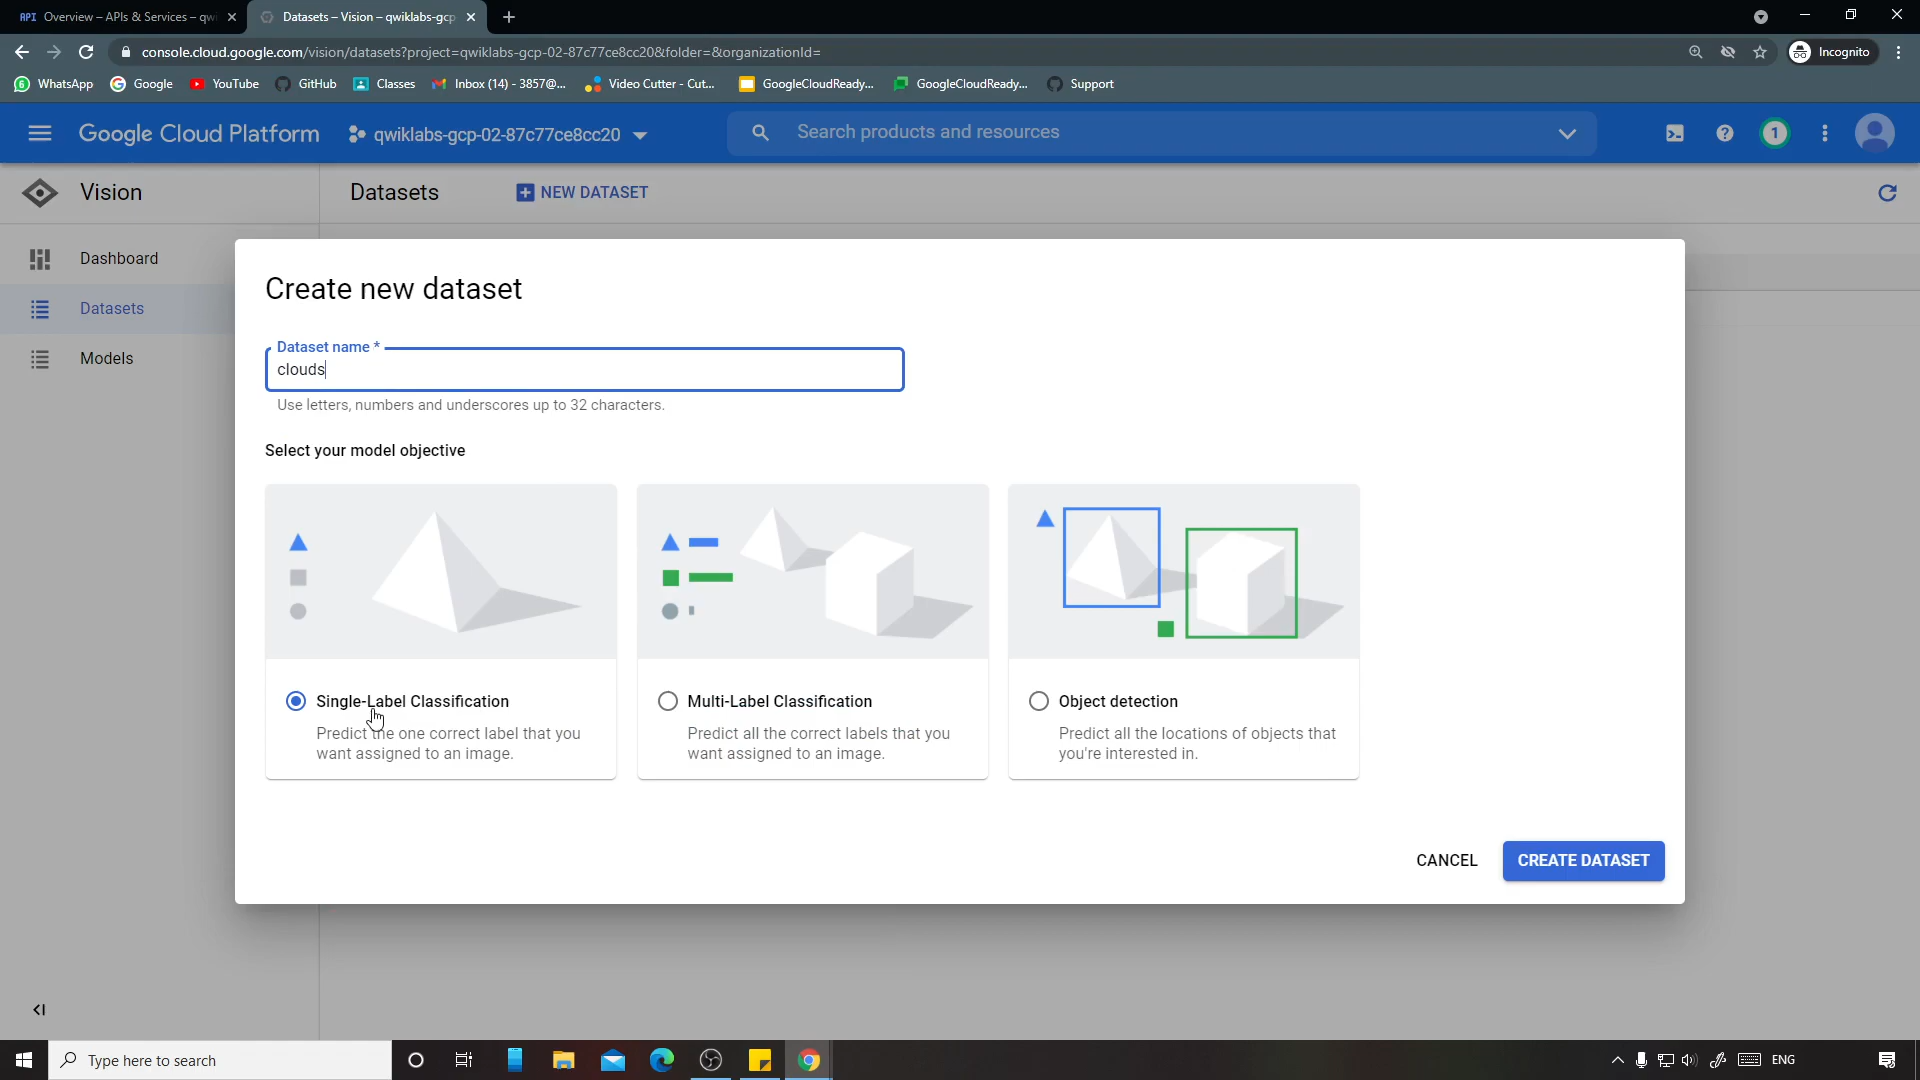 API Overview – APIs & Services – qwi
Datasets – Vision – qwiklabs-gcp
console.cloud.google.com/vision/datasets?project=qwiklabs-gcp-02-87c77ce8cc20&folder=&organizationId=
Incognito
WhatsApp
Google
YouTube
GitHub
Classes
Inbox (14) - 3857@...
Video Cutter - Cut...
GoogleCloudReady...
GoogleCloudReady...
Support
Google Cloud Platform
qwiklabs-gcp-02-87c77ce8cc20
Search products and resources
1
Vision
Datasets
NEW DATASET
Dashboard
Datasets
Models
Create new dataset
Dataset name *
clouds
Use letters, numbers and underscores up to 32 characters.
Select your model objective
Single-Label Classification
Predict the one correct label that you
want assigned to an image.
Multi-Label Classification
Predict all the correct labels that you
want assigned to an image.
Object detection
Predict all the locations of objects that
you're interested in.
CANCEL
CREATE DATASET
Type here to search
ENG